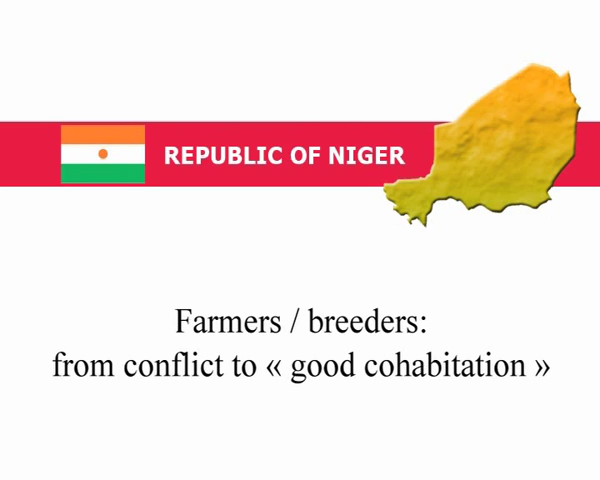 REPUBLIC OF NIGER
Farmers / breeders:
from conflict to « good cohabitation »